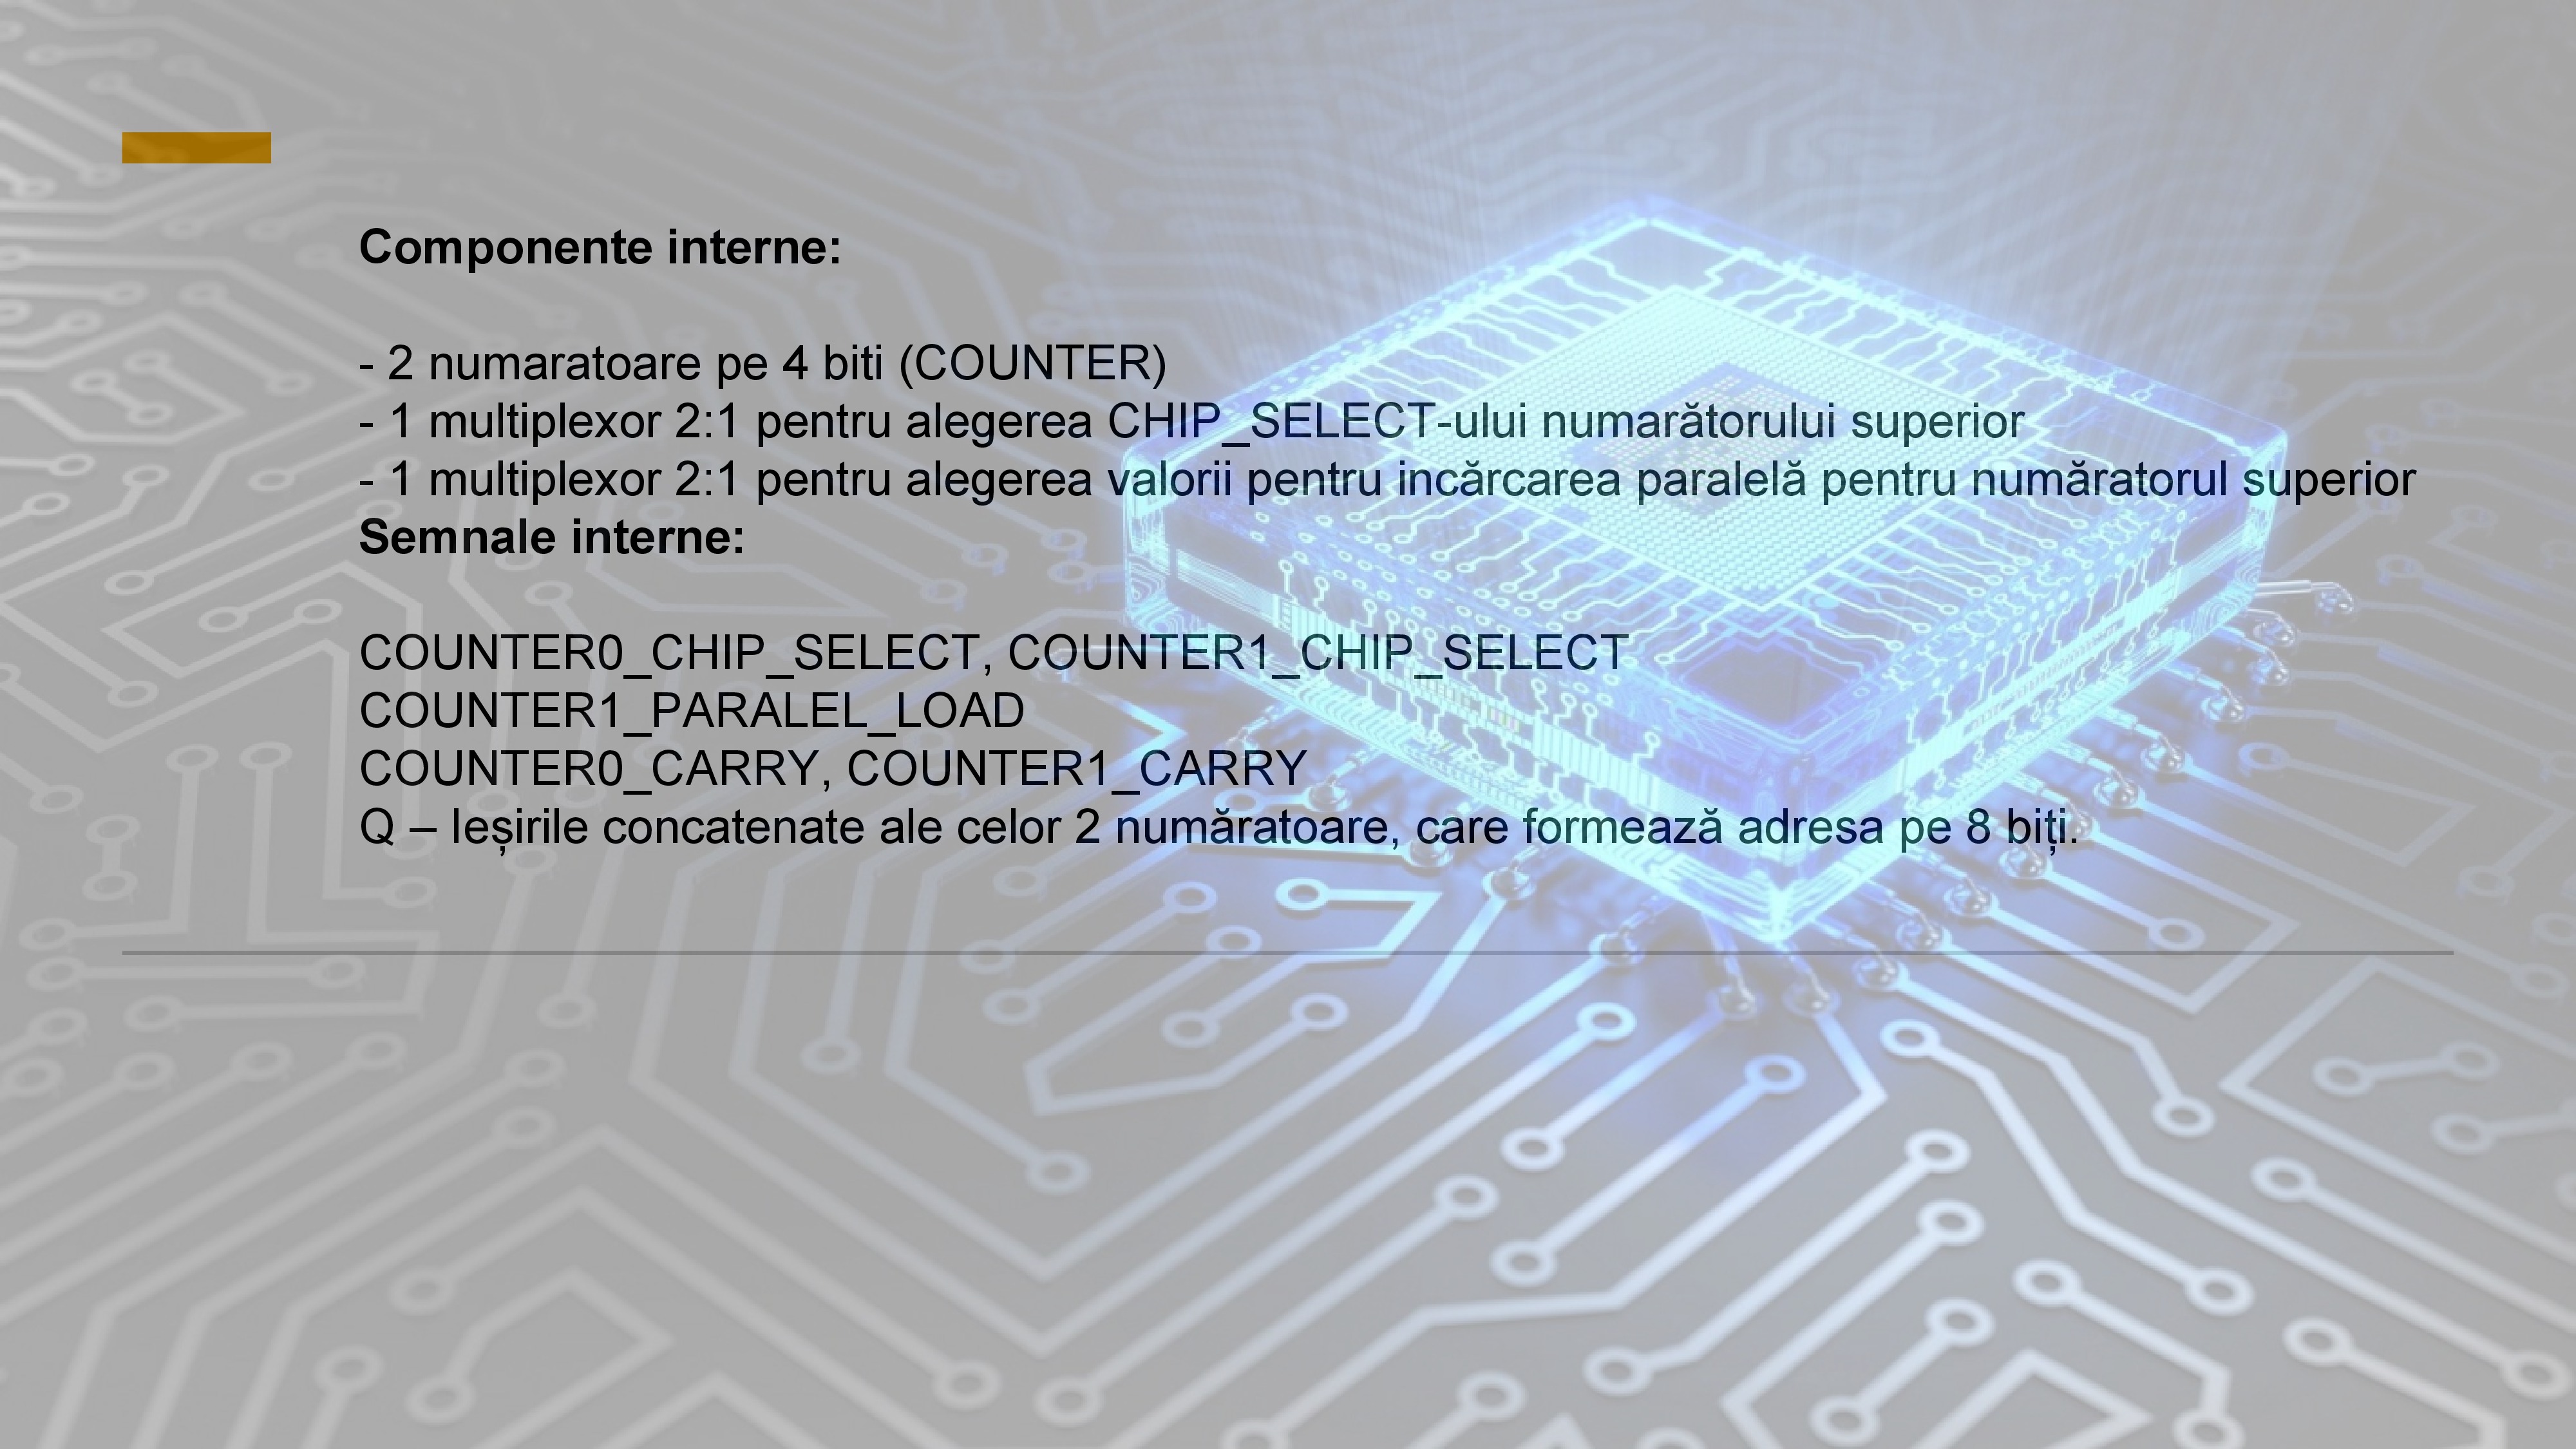 Componente interne:
- 2 numaratoare pe 4 biti (COUNTER)
- 1 multiplexor 2:1 pentru alegerea CHIP_SELECT-ului numarătorului superior
- 1 multiplexor 2:1 pentru alegerea valorii pentru incărcarea paralelă pentru număratorul superior
Semnale interne:
COUNTER0_CHIP_SELECT, COUNTER1_CHIP_SELECT
COUNTER1_PARALEL_LOAD
COUNTER0_CARRY, COUNTER1_CARRY
Q – Ieșirile concatenate ale celor 2 număratoare, care formează adresa pe 8 biți.